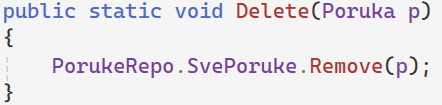 public static void Delete(Poruka p)
{
    PorukeRepo.SvePoruke.Remove(p);
}